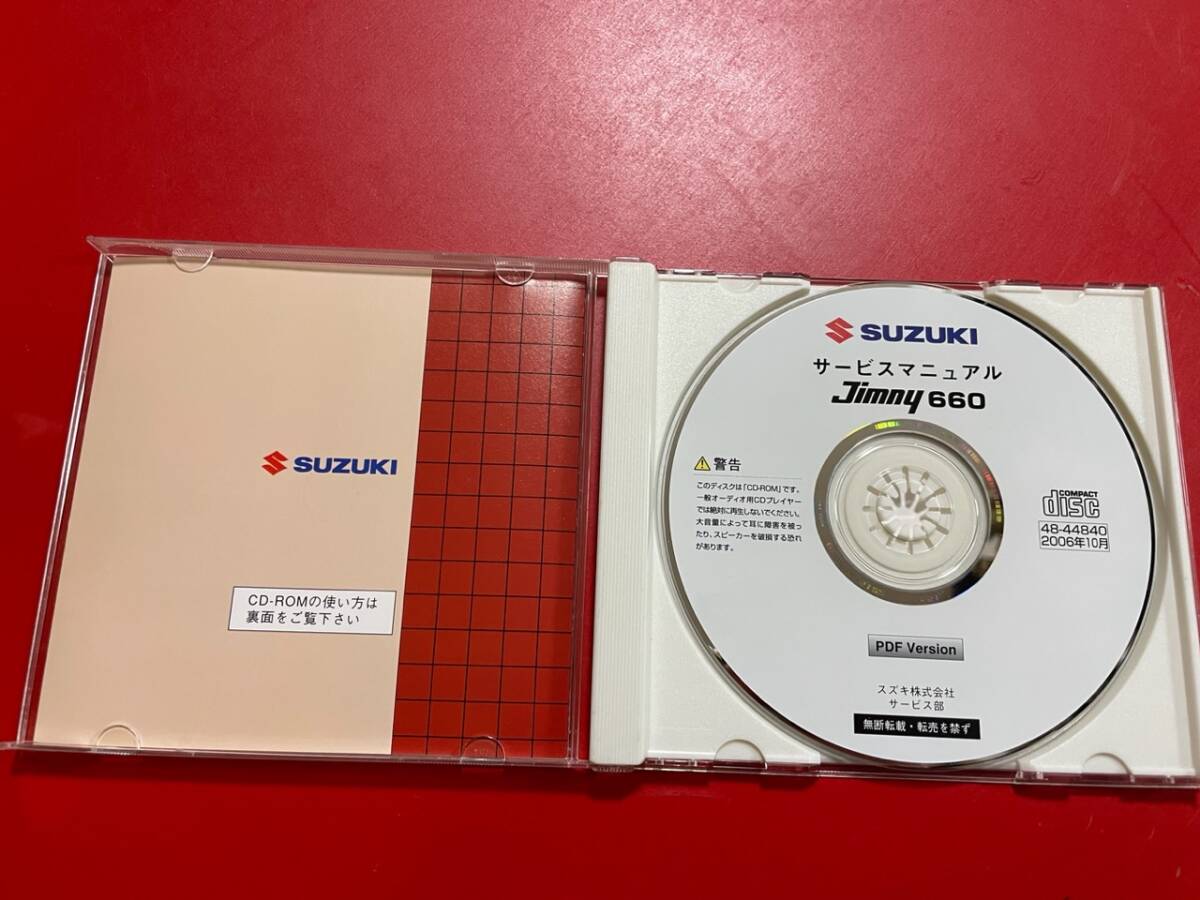 SUZUKI
CD-ROMの使い方は
裏面をご覧下さい
SUZUKI
サービスマニュアル
Jimny 660
警告
このディスクは「CD-ROM」です。
一般オーディオ用CDプレイヤー
では絶対に再生しないでください。
大音量によって耳に障害を被っ
たり、スピーカーを破損する恐れ
があります。
COMPACT
disc
48-44840
2006年10月
PDF Version
スズキ株式会社
サービス部
無断転載・転売を禁ず